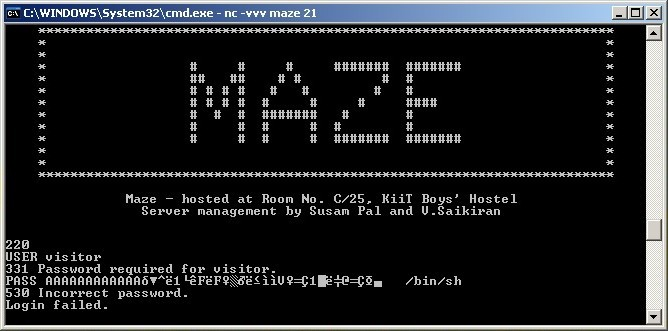 C:\WINDOWS\System32\cmd.exe - nc -vvv maze 21
MAZE
Maze - hosted at Room No. C/25, KiiT Boys' Hostel
Server management by Susam Pal and V.Saikiran
220
USER visitor
331 Password required for visitor.
PASS /bin/sh
530 Incorrect password.
Login failed.